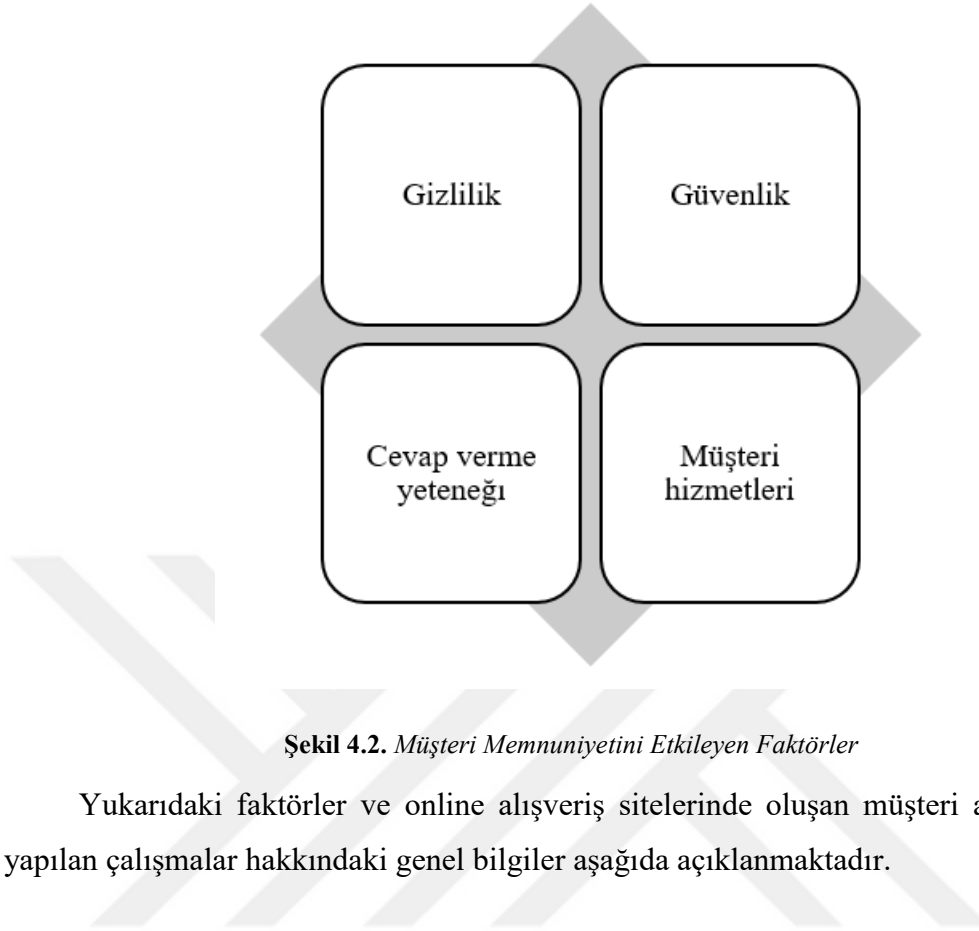 Gizlilik
Güvenlik
Cevap verme
yeteneğı
Müşteri
hizmetleri
Şekil 4.2. Müşteri Memnuniyetini Etkileyen Faktörler
Yukarıdaki faktörler ve online alışveriş sitelerinde oluşan müşteri
yapılan çalışmalar hakkındaki genel bilgiler aşağıda açıklanmaktadır.